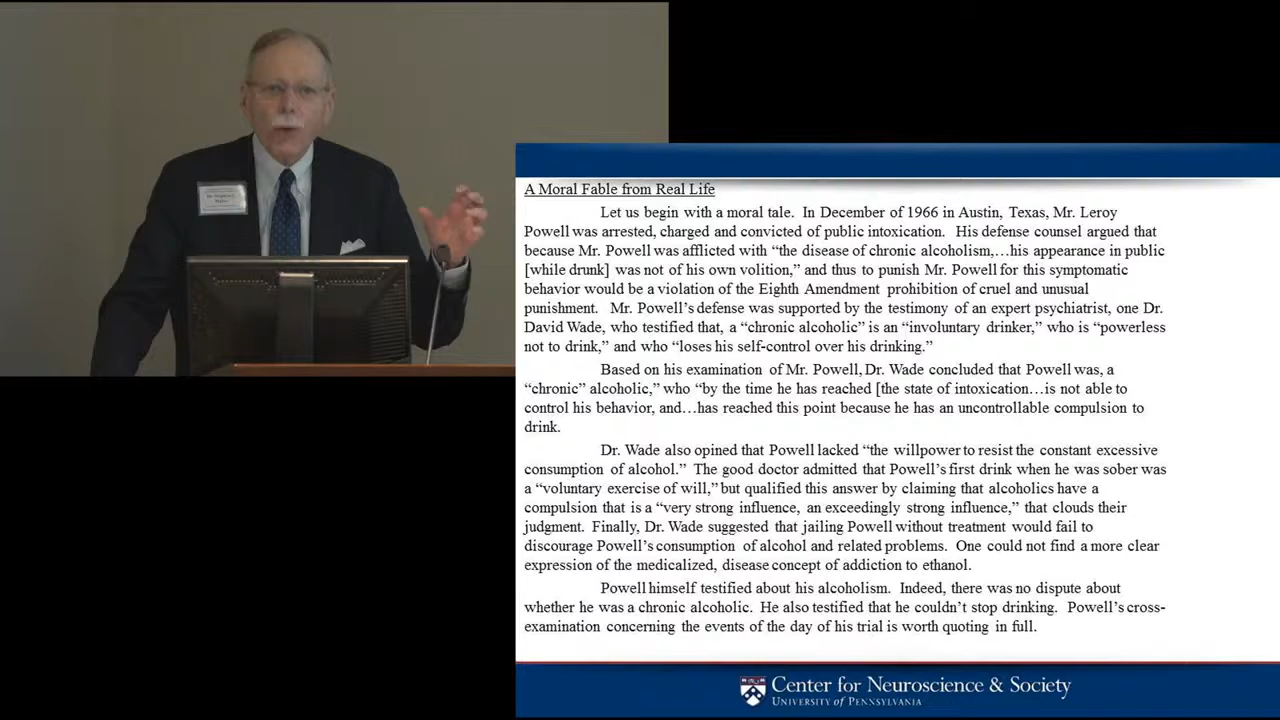 A Moral Fable from Real Life
Let us begin with a moral tale. In December of 1966 in Austin, Texas, Mr. Leroy
Powell was arrested, charged and convicted of public intoxication. His defense counsel argued that
because Mr. Powell was afflicted with “the disease of chronic alcoholism,…his appearance in public
[while drunk] was not of his own volition,” and thus to punish Mr. Powell for this symptomatic
behavior would be a violation of the Eighth Amendment prohibition of cruel and unusual
punishment. Mr. Powell’s defense was supported by the testimony of an expert psychiatrist, one Dr.
David Wade, who testified that, a “chronic alcoholic” is an “involuntary drinker,” who is “powerless
not to drink,” and who “loses his self-control over his drinking.”
Based on his examination of Mr. Powell, Dr. Wade concluded that Powell was, a
“chronic” alcoholic,” who “by the time he has reached [the state of intoxication…is not able to
control his behavior, and…has reached this point because he has an uncontrollable compulsion to
drink.
Dr. Wade also opined that Powell lacked “the willpower to resist the constant excessive
consumption of alcohol.” The good doctor admitted that Powell’s first drink when he was sober was
a “voluntary exercise of will,” but qualified this answer by claiming that alcoholics have a
compulsion that is a “very strong influence, an exceedingly strong influence,” that clouds their
judgment. Finally, Dr. Wade suggested that jailing Powell without treatment would fail to
discourage Powell’s consumption of alcohol and related problems. One could not find a more clear
expression of the medicalized, disease concept of addiction to ethanol.
Powell himself testified about his alcoholism. Indeed, there was no dispute about
whether he was a chronic alcoholic. He also testified that he couldn’t stop drinking. Powell’s cross-
examination concerning the events of the day of his trial is worth quoting in full.
Center for Neuroscience & Society
UNIVERSITY of PENNSYLVANIA